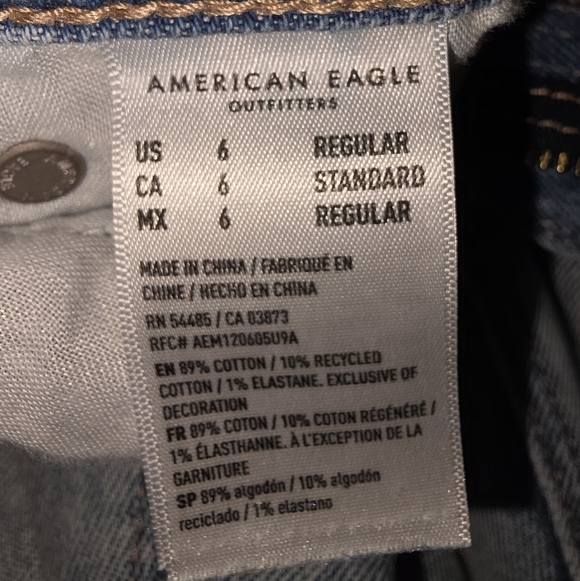 AMERICAN EAGLE
OUTFITTERS
US 6 REGULAR
CA 6 STANDARD
MX 6 REGULAR
MADE IN CHINA / FABRIQUÉ EN
CHINE / HECHO EN CHINA
RN 54485 / CA 03873
RFC# AEM120605U9A
EN 89% COTTON / 10% RECYCLED
COTTON / 1% ELASTANE. EXCLUSIVE OF
DECORATION
FR 89% COTON / 10% COTON RÉGÉNÉRÉ /
1% ÉLASTHANNE. À L'EXCEPTION DE LA
GARNITURE
SP 89% algodón / 10% algodón
reciclado / 1% elastano